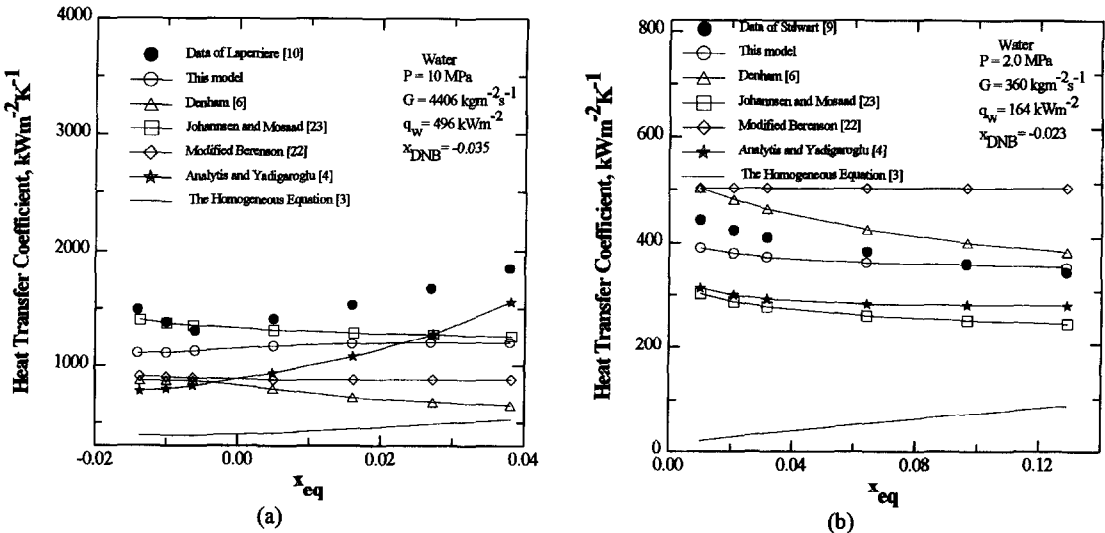 4000
3000
2000
1000
-0.02
0.00
0.02
0.04
Heat Transfer Coefficient, kWm-2K-1
xeq
Data of Laperriere [10]
This model
Denham [6]
Johannsen and Mosaad [23]
Modified Berenson [22]
Analytis and Yadigaroglu [4]
The Homogeneous Equation [3]
Water
P = 10 MPa
G = 4406 kgm-2s-1
qw = 496 kWm-2
xDNB = -0.035
(a)
800
600
400
200
0
0.00
0.04
0.08
0.12
Heat Transfer Coefficient, kWm-2K-1
xeq
Data of Stewart [9]
This model
Denham [6]
Johannsen and Mosaad [23]
Modified Berenson [22]
Analytis and Yadigaroglu [4]
The Homogeneous Equation [3]
Water
P = 2.0 MPa
G = 360 kgm-2s-1
qw = 164 kWm-2
xDNB = -0.023
(b)